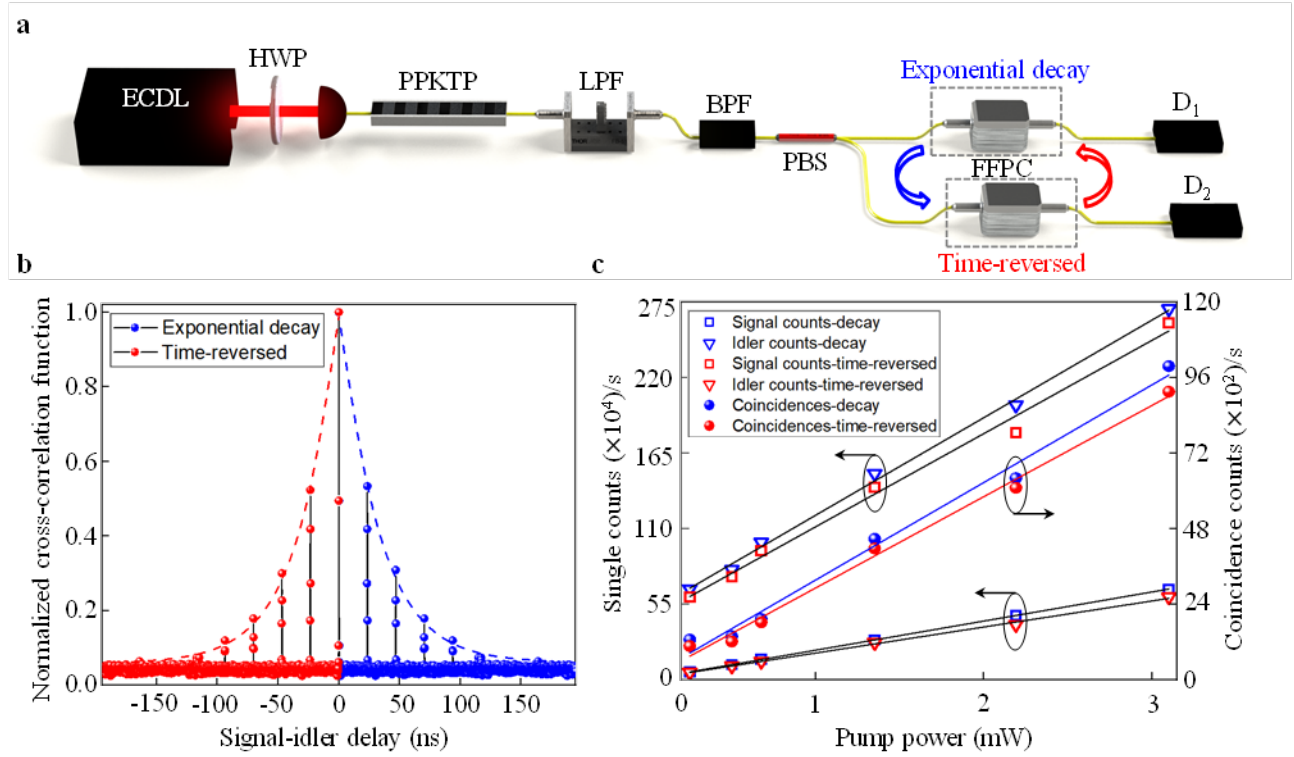 a
HWP
ECDL
PPKTP
LPF
BPF
PBS
Exponential decay
FFPC
D1
D2
Time-reversed
b
Normalized cross-correlation function
1.0
0.8
0.6
0.4
0.2
0.0
Exponential decay
Time-reversed
-150 -100 -50 0 50 100 150
Signal-idler delay (ns)
c
Single counts (×10⁴)/s
275
220
165
110
55
0
Signal counts-decay
Idler counts-decay
Signal counts-time-reversed
Idler counts-time-reversed
Coincidences-decay
Coincidences-time-reversed
120
96
72
48
24
0
Coincidence counts (×10²)/s
0 1 2 3
Pump power (mW)